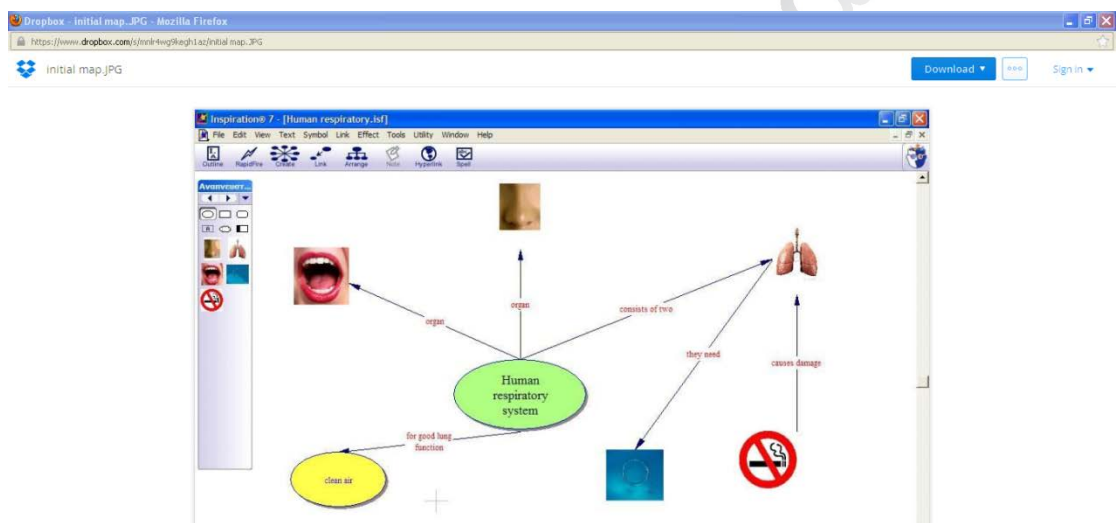 Dropbox - initial map.JPG - Mozilla Firefox
https://www.dropbox.com/s/mnlr4wg9kegh1az/initial map.JPG
initial map.JPG
Download
Sign in
Inspiration® 7 - [Human respiratory.isf]
File Edit View Text Symbol Link Effect Tools Utility Window Help
Outline RapidFire Create Link Arrange Note Hyperlink Spell
organ
organ
consists of two
they need
causes damage
Human
respiratory
system
for good lung
function
clean air